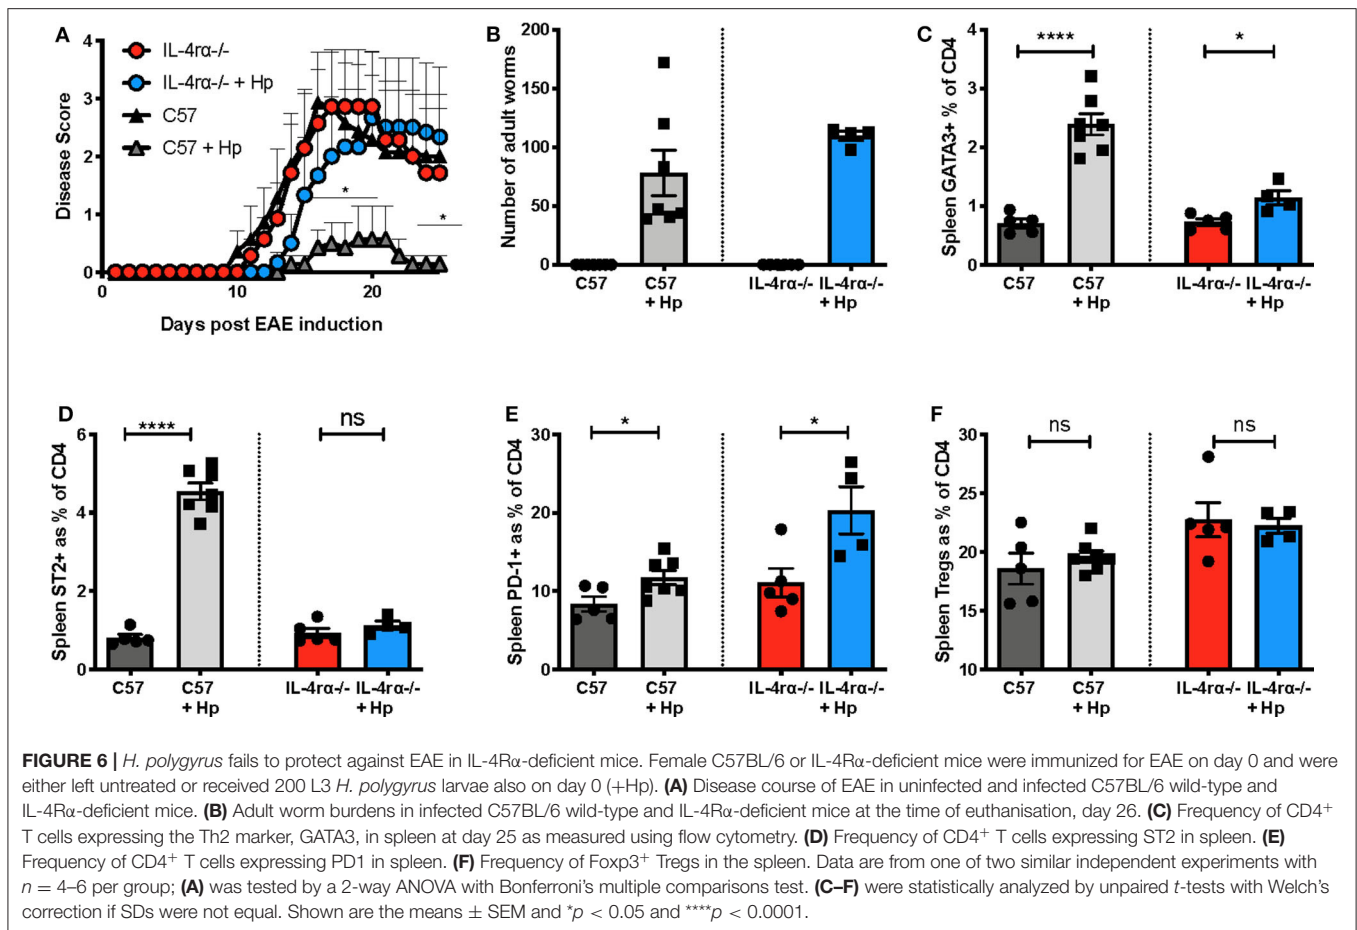 A
4
3
2
1
0
Disease Score
IL-4rα-/-
IL-4rα-/- + Hp
C57
C57 + Hp
*
*
0
10
20
Days post EAE induction
B
200
150
100
50
0
Number of adult worms
C57
C57
+ Hp
IL-4rα-/-
IL-4rα-/-
+ Hp
C
4
3
2
1
0
Spleen GATA3+ % of CD4
****
*
C57
C57
+ Hp
IL-4rα-/-
IL-4rα-/-
+ Hp
D
6
4
2
0
Spleen ST2+ as % of CD4
****
ns
C57
C57
+ Hp
IL-4rα-/-
IL-4rα-/-
+ Hp
E
30
20
10
0
Spleen PD-1+ as % of CD4
*
*
C57
C57
+ Hp
IL-4rα-/-
IL-4rα-/-
+ Hp
F
30
25
20
15
10
Spleen Tregs as % of CD4
ns
ns
C57
C57
+ Hp
IL-4rα-/-
IL-4rα-/-
+ Hp
FIGURE 6 | H. polygyrus fails to protect against EAE in IL-4Rα-deficient mice. Female C57BL/6 or IL-4Rα-deficient mice were immunized for EAE on day 0 and were
either left untreated or received 200 L3 H. polygyrus larvae also on day 0 (+Hp). (A) Disease course of EAE in uninfected and infected C57BL/6 wild-type and
IL-4Rα-deficient mice. (B) Adult worm burdens in infected C57BL/6 wild-type and IL-4Rα-deficient mice at the time of euthanisation, day 26. (C) Frequency of CD4⁺
T cells expressing the Th2 marker, GATA3, in spleen at day 25 as measured using flow cytometry. (D) Frequency of CD4⁺ T cells expressing ST2 in spleen. (E)
Frequency of CD4⁺ T cells expressing PD1 in spleen. (F) Frequency of Foxp3⁺ Tregs in the spleen. Data are from one of two similar independent experiments with
n = 4–6 per group; (A) was tested by a 2-way ANOVA with Bonferroni's multiple comparisons test. (C–F) were statistically analyzed by unpaired t-tests with Welch's
correction if SDs were not equal. Shown are the means ± SEM and *p < 0.05 and ****p < 0.0001.